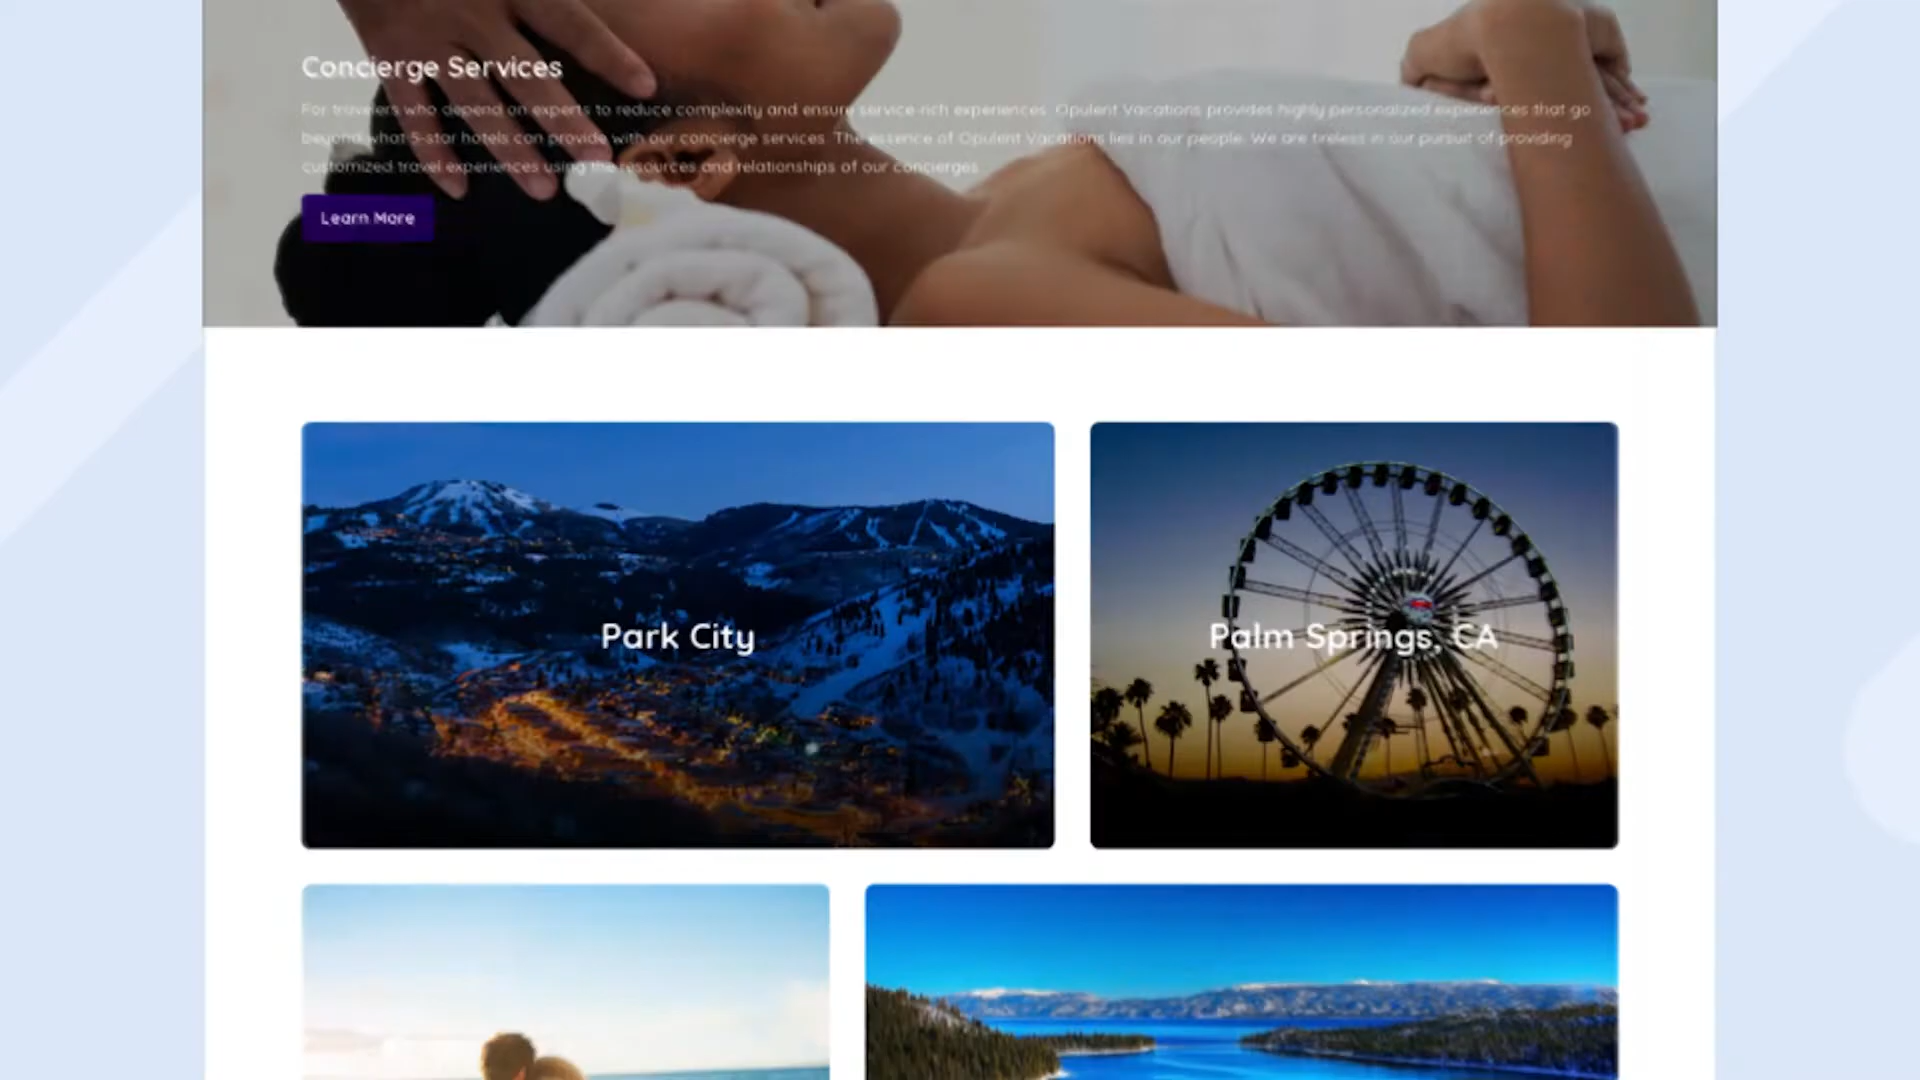 Concierge Services
For travelers who depend on experts to reduce complexity and ensure service-rich experiences, Opulent Vacations provides highly personalized experiences that go
beyond what 5-star hotels can provide with our concierge services. The essence of Opulent Vacations lies in our people. We are tireless in our pursuit of providing
customized travel experiences using the resources and relationships of our concierges.
Learn More
Park City
Palm Springs, CA